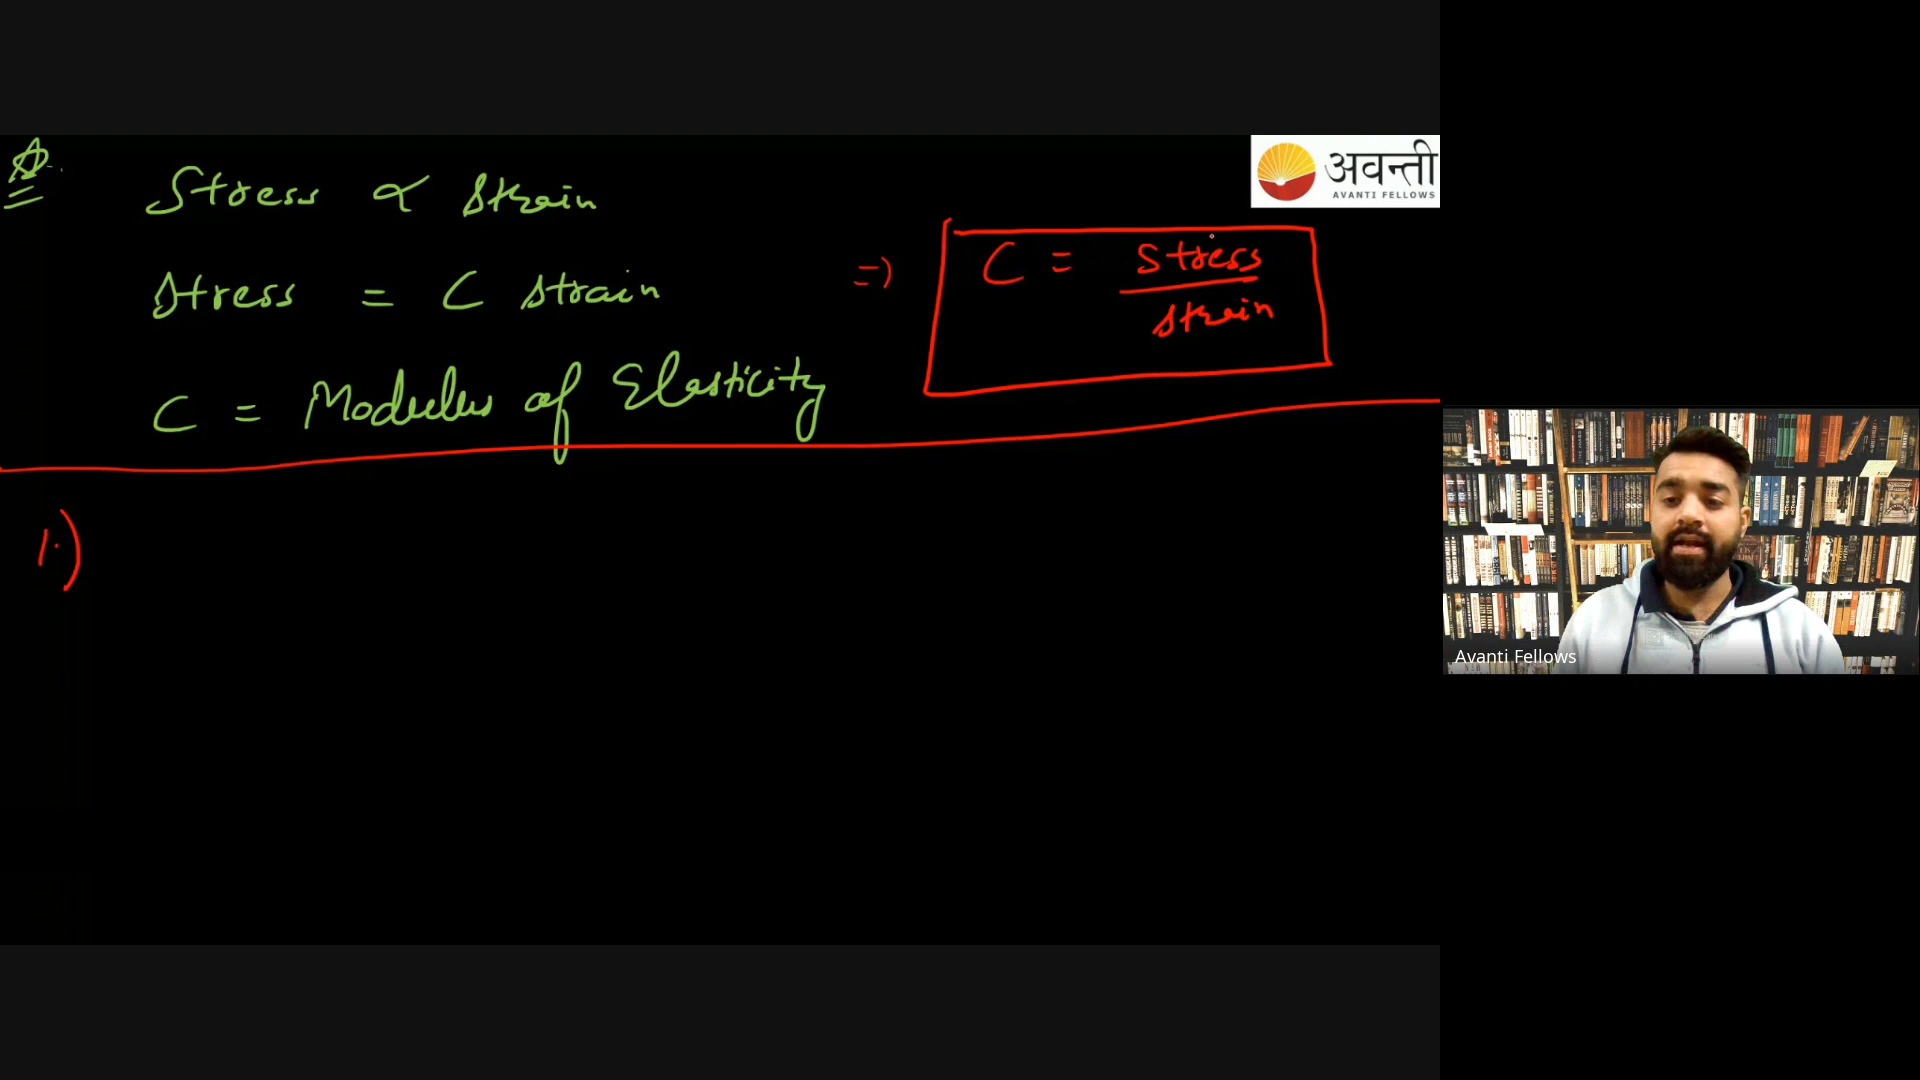 Stress ∝ strain
Stress = C strain
C = Modulus of Elasticity
=> C = Stress / strain
1.)
अवन्ती
AVANTI FELLOWS
Avanti Fellows